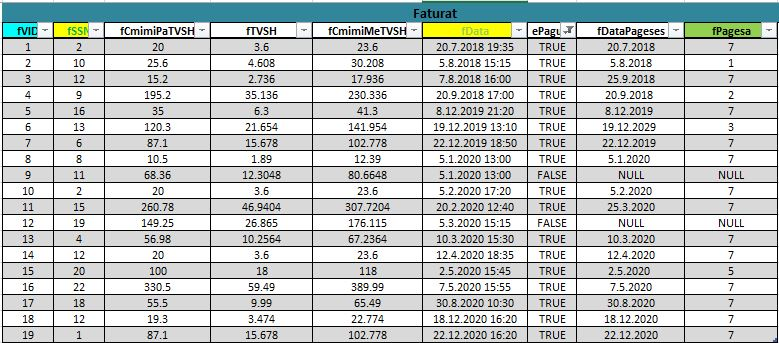 Faturat
fVID fSSN fCmimiPaTVSH fTVSH fCmimiMeTVSH fData ePagu fDataPageses fPagesa
1 2 20 3.6 23.6 20.7.2018 19:35 TRUE 20.7.2018 7
2 10 25.6 4.608 30.208 5.8.2018 15:15 TRUE 5.8.2018 1
3 12 15.2 2.736 17.936 7.8.2018 16:00 TRUE 25.9.2018 7
4 9 195.2 35.136 230.336 20.9.2018 17:00 TRUE 20.9.2018 2
5 16 35 6.3 41.3 8.12.2019 21:20 TRUE 8.12.2019 7
6 13 120.3 21.654 141.954 19.12.2019 13:10 TRUE 19.12.2029 3
7 6 87.1 15.678 102.778 22.12.2019 18:50 TRUE 22.12.2019 7
8 8 10.5 1.89 12.39 5.1.2020 13:00 TRUE 5.1.2020 7
9 11 68.36 12.3048 80.6648 5.1.2020 13:00 FALSE NULL NULL
10 2 20 3.6 23.6 5.2.2020 17:20 TRUE 5.2.2020 7
11 15 260.78 46.9404 307.7204 20.2.2020 12:40 TRUE 25.3.2020 7
12 19 149.25 26.865 176.115 5.3.2020 15:15 FALSE NULL NULL
13 4 56.98 10.2564 67.2364 10.3.2020 15:30 TRUE 10.3.2020 7
14 12 20 3.6 23.6 12.4.2020 18:35 TRUE 12.4.2020 7
15 20 100 18 118 2.5.2020 15:45 TRUE 2.5.2020 5
16 22 330.5 59.49 389.99 7.5.2020 15:55 TRUE 7.5.2020 7
17 18 55.5 9.99 65.49 30.8.2020 10:30 TRUE 30.8.2020 7
18 12 19.3 3.474 22.774 18.12.2020 16:20 TRUE 18.12.2020 7
19 1 87.1 15.678 102.778 22.12.2020 16:20 TRUE 22.12.2020 7